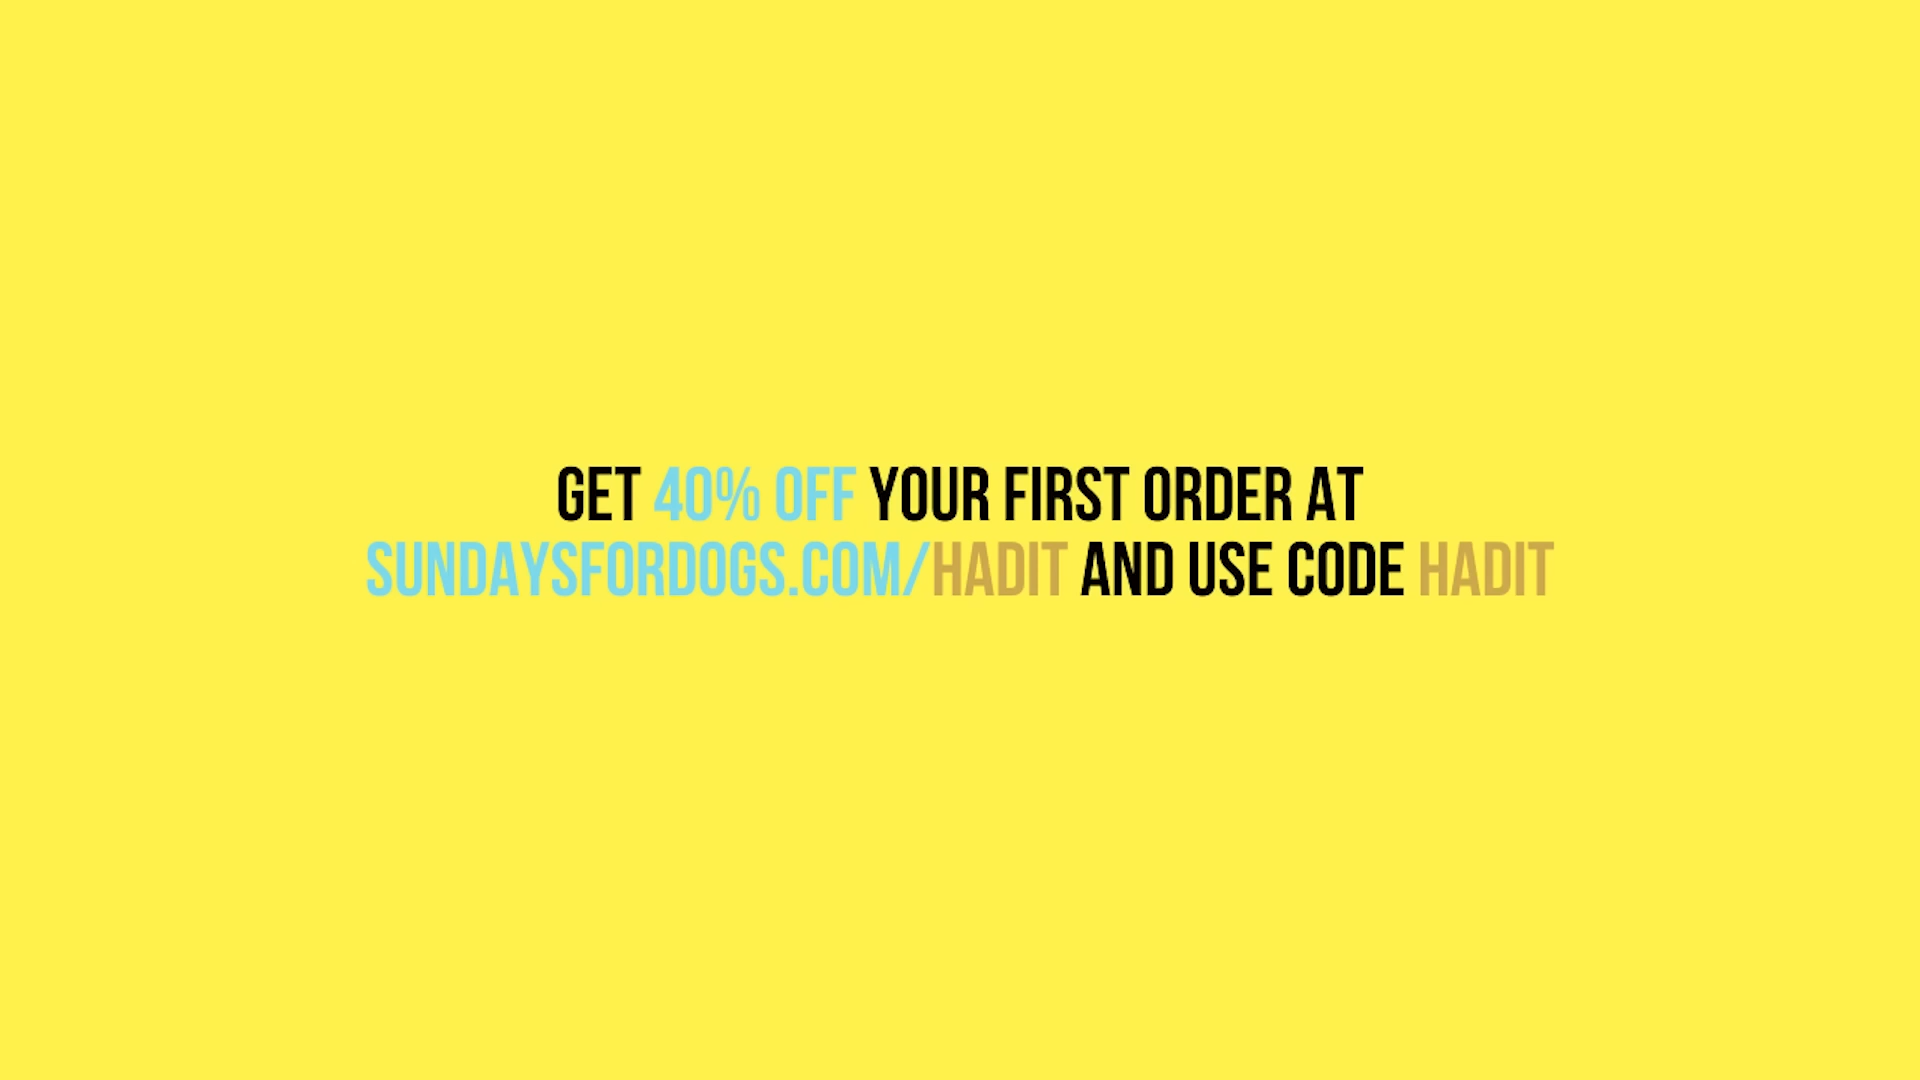 GET 40% OFF YOUR FIRST ORDER AT
SUNDAYSFORDOGS.COM/HADIT AND USE CODE HADIT